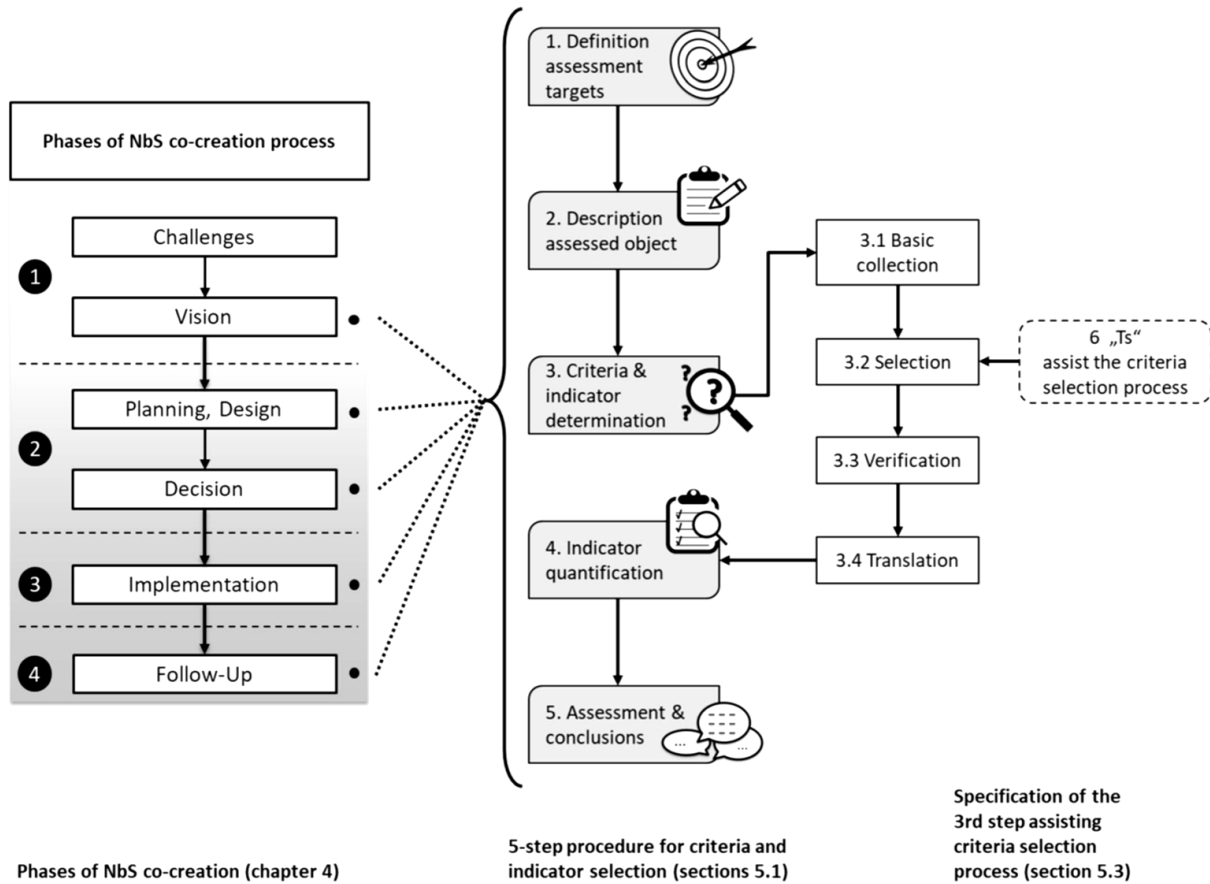 Phases of NbS co-creation process
1
Challenges
Vision
2
Planning, Design
Decision
3
Implementation
4
Follow-Up
Phases of NbS co-creation (chapter 4)
1. Definition
assessment
targets
2. Description
assessed object
3. Criteria &
indicator
determination
?
?
?
4. Indicator
quantification
5. Assessment &
conclusions
...
...
5-step procedure for criteria and
indicator selection (sections 5.1)
3.1 Basic
collection
3.2 Selection
3.3 Verification
3.4 Translation
6 „Ts“
assist the criteria
selection process
Specification of the
3rd step assisting
criteria selection
process (section 5.3)